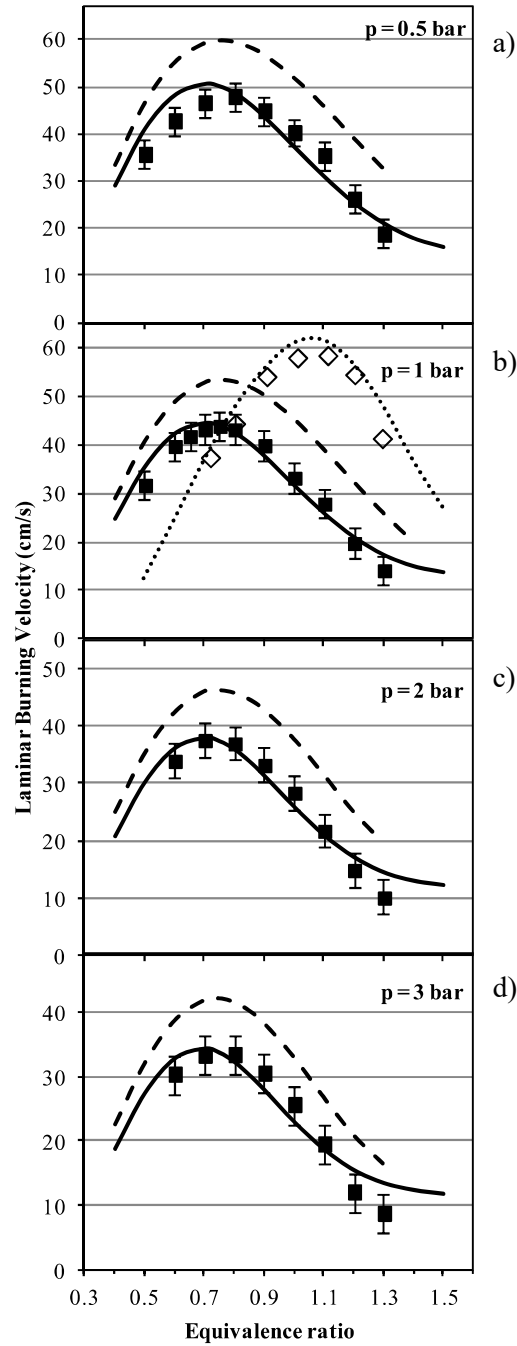 p = 0.5 bar
a)
60
50
40
30
20
10
0
p = 1 bar
b)
60
50
40
30
20
10
0
p = 2 bar
c)
50
40
30
20
10
0
p = 3 bar
d)
40
30
20
10
0
0.3 0.5 0.7 0.9 1.1 1.3 1.5
Equivalence ratio
Laminar Burning Velocity (cm/s)